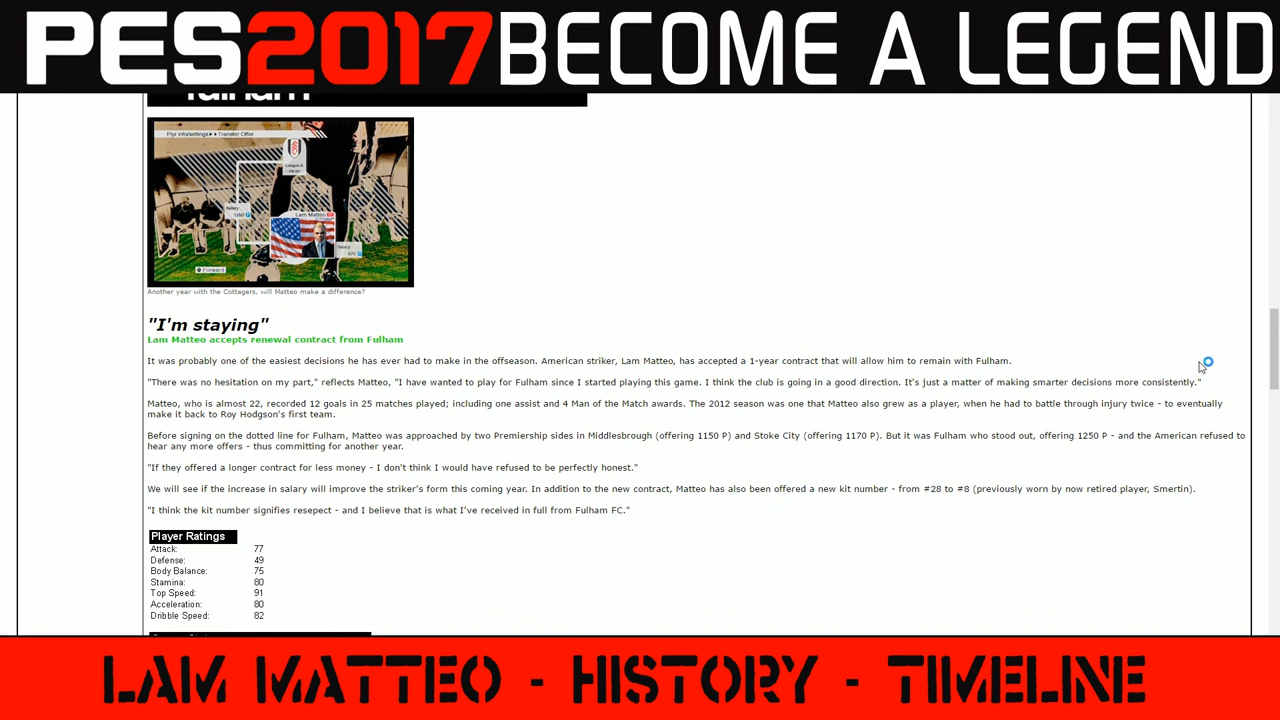 PES2017 BECOME A LEGEND
fulham
Plyr info/settings ▸ ▸ Transfer Offer
Salary
1250 P
Lam Matteo
Salary
870 P
Forward
Another year with the Cottagers, will Matteo make a difference?
"I'm staying"
Lam Matteo accepts renewal contract from Fulham
It was probably one of the easiest decisions he has ever had to make in the offseason. American striker, Lam Matteo, has accepted a 1-year contract that will allow him to remain with Fulham.
"There was no hesitation on my part," reflects Matteo, "I have wanted to play for Fulham since I started playing this game. I think the club is going in a good direction. It's just a matter of making smarter decisions more consistently."
Matteo, who is almost 22, recorded 12 goals in 25 matches played; including one assist and 4 Man of the Match awards. The 2012 season was one that Matteo also grew as a player, when he had to battle through injury twice - to eventually
make it back to Roy Hodgson's first team.
Before signing on the dotted line for Fulham, Matteo was approached by two Premiership sides in Middlesbrough (offering 1150 P) and Stoke City (offering 1170 P). But it was Fulham who stood out, offering 1250 P - and the American refused to
hear any more offers - thus committing for another year.
"If they offered a longer contract for less money - I don't think I would have refused to be perfectly honest."
We will see if the increase in salary will improve the striker's form this coming year. In addition to the new contract, Matteo has also been offered a new kit number - from #28 to #8 (previously worn by now retired player, Smertin).
"I think the kit number signifies resepect - and I believe that is what I've received in full from Fulham FC."
Player Ratings
Attack: 77
Defense: 49
Body Balance: 75
Stamina: 80
Top Speed: 91
Acceleration: 80
Dribble Speed: 82
LAM MATTEO - HISTORY - TIMELINE